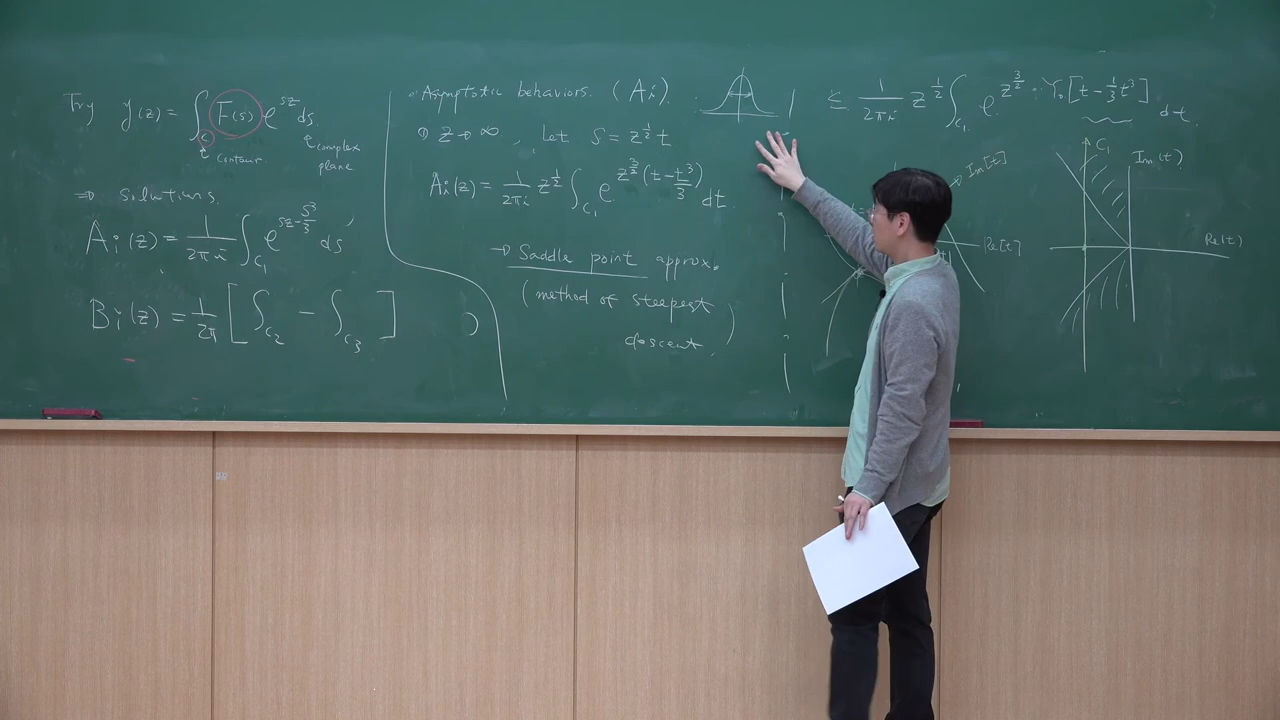 Try y(z) = ∫_C F(s) e^{sz} ds.
contour
complex
plane
⇒ solutions.
Ai(z) = 1/2πi ∫_{C₁} e^{sz - s³/3} ds
Bi(z) = 1/2π [ ∫_{C₂} - ∫_{C₃} ]
Asymptotic behaviors. (Ai).
① z → ∞, Let s = z^{1/2} t
Ai(z) = 1/2πi z^{1/2} ∫_{C₁} e^{z^{3/2}(t - t³/3)} dt.
→ Saddle point approx.
(method of steepest
descent.)
≤ 1/2πi z^{1/2} ∫_{C₁} e^{z^{3/2} · [t - 1/3 t³]} dt
Im[t]
Re[t]
C₁
Im(t)
Re(t)